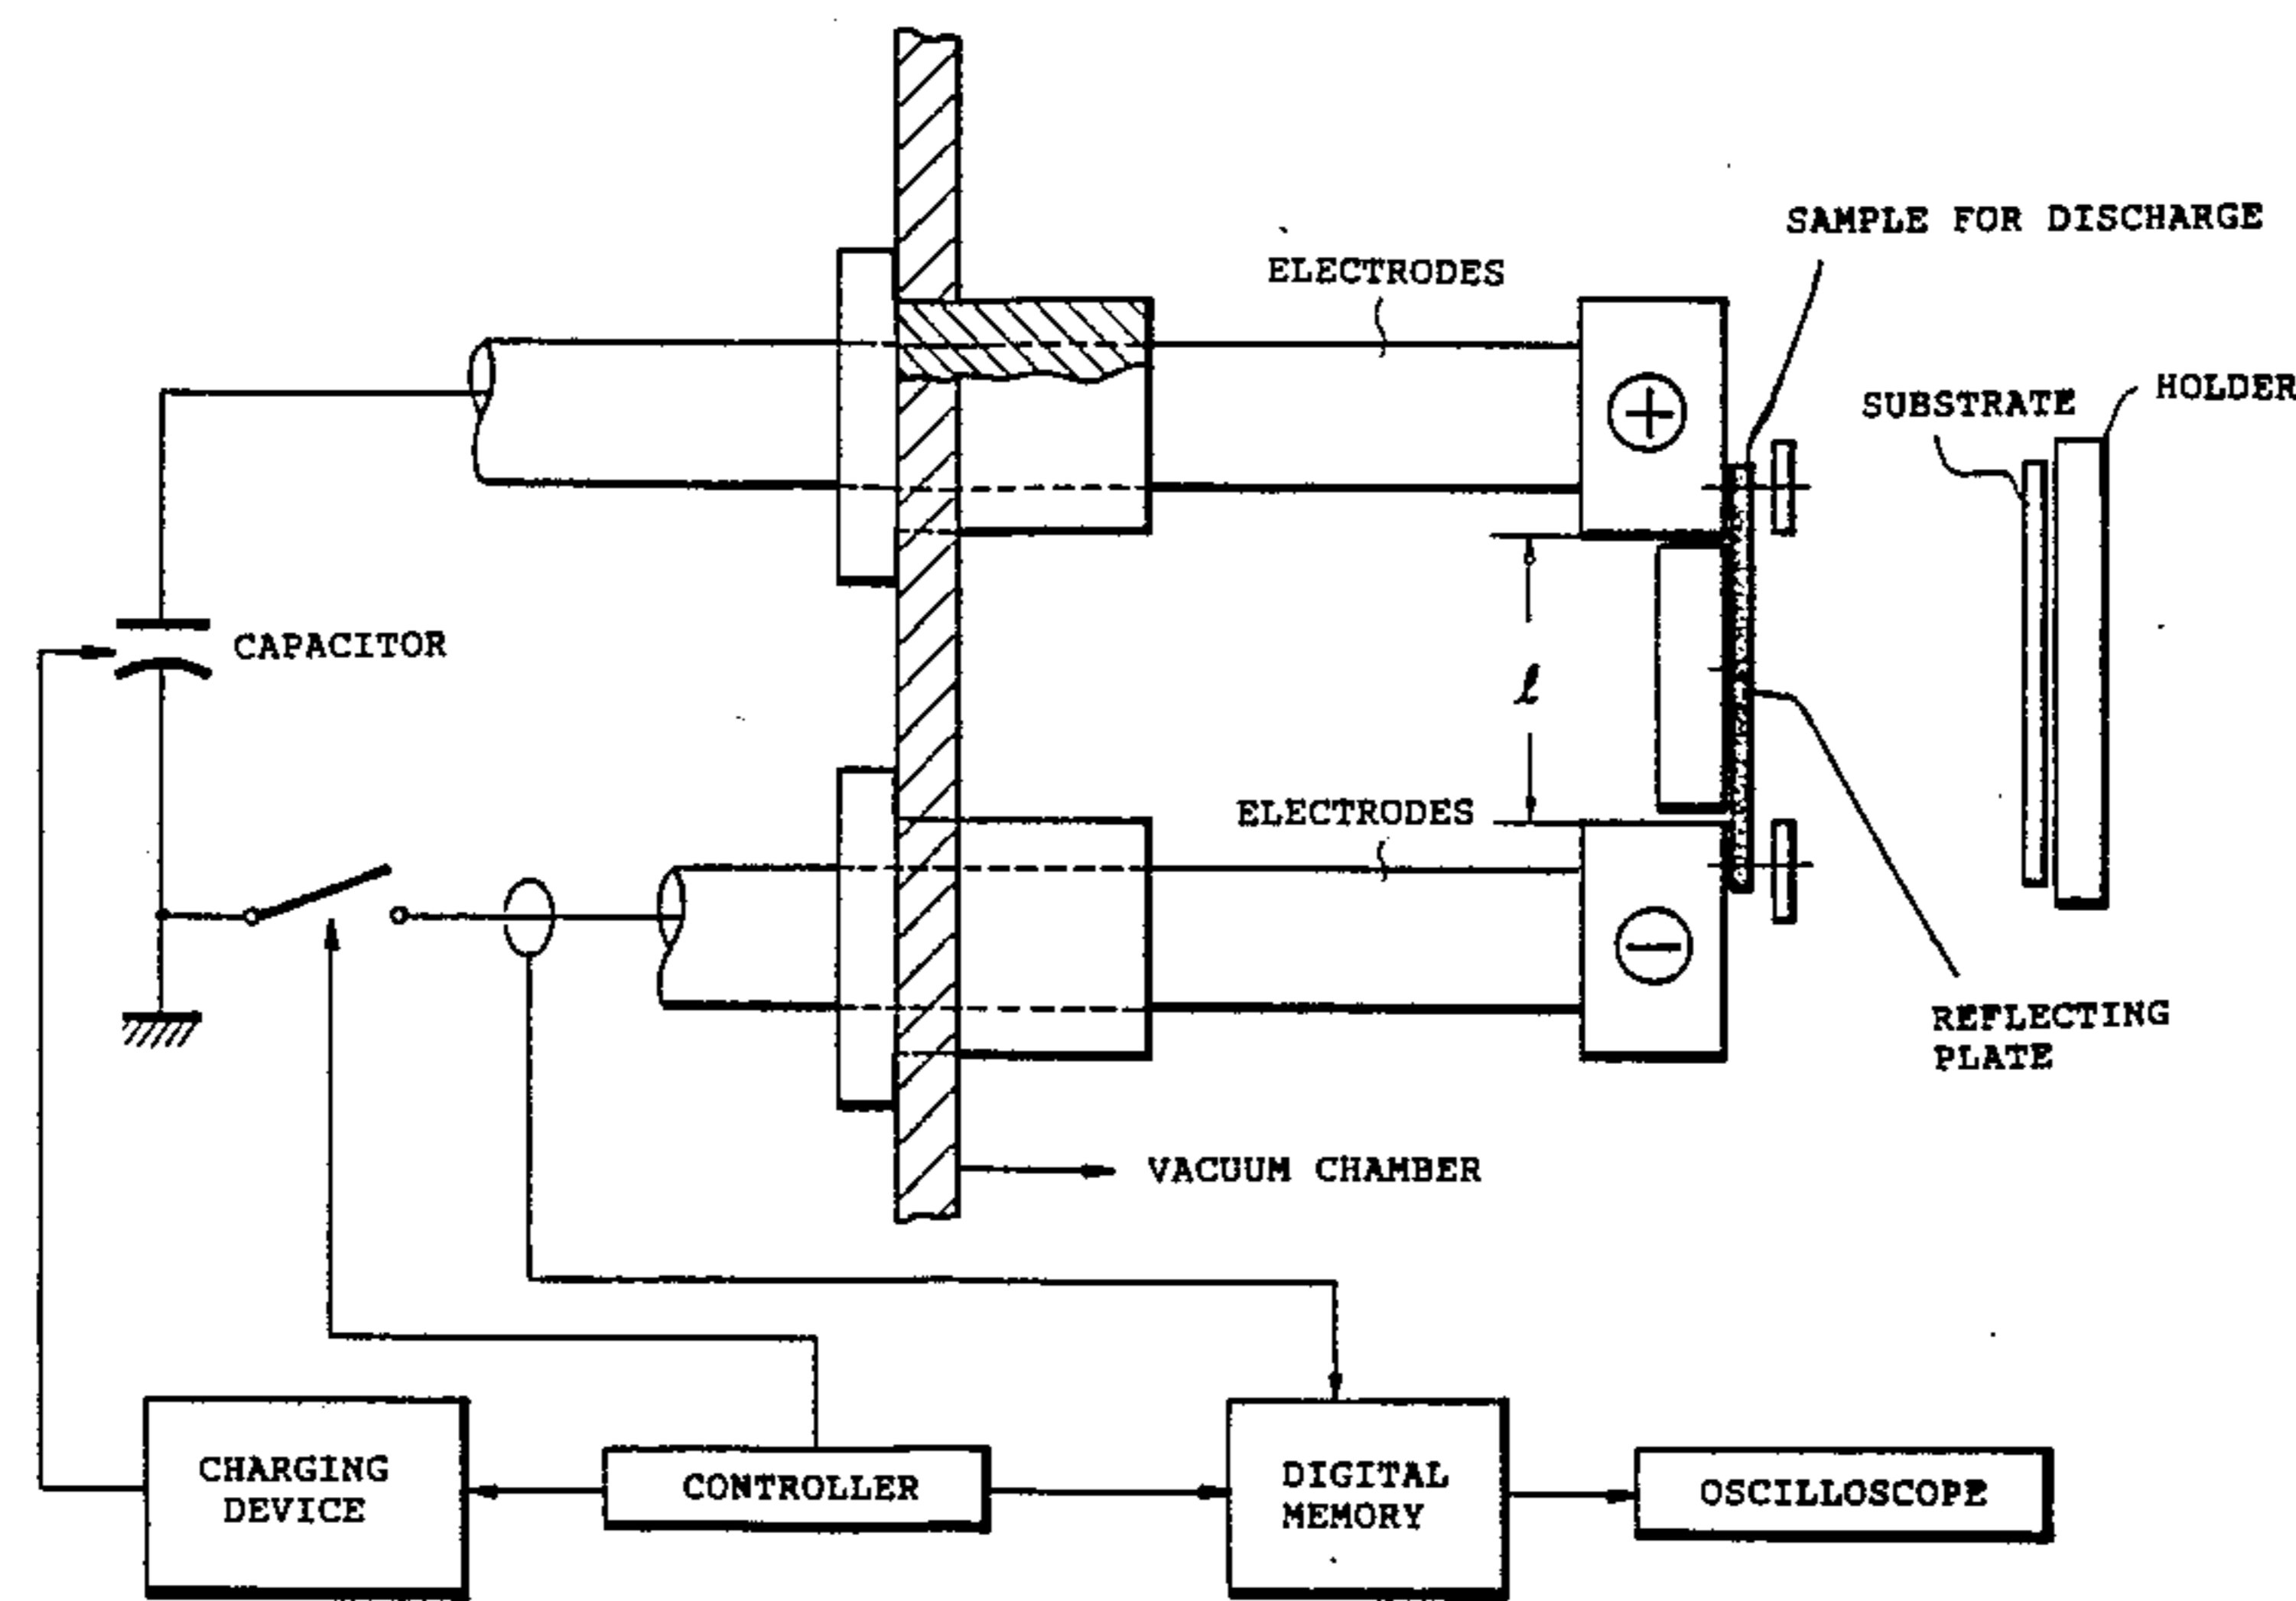 SAMPLE FOR DISCHARGE
ELECTRODES
SUBSTRATE
HOLDER
+
CAPACITOR
ℓ
ELECTRODES
−
REFLECTING
PLATE
VACUUM CHAMBER
CHARGING
DEVICE
CONTROLLER
DIGITAL
MEMORY
OSCILLOSCOPE